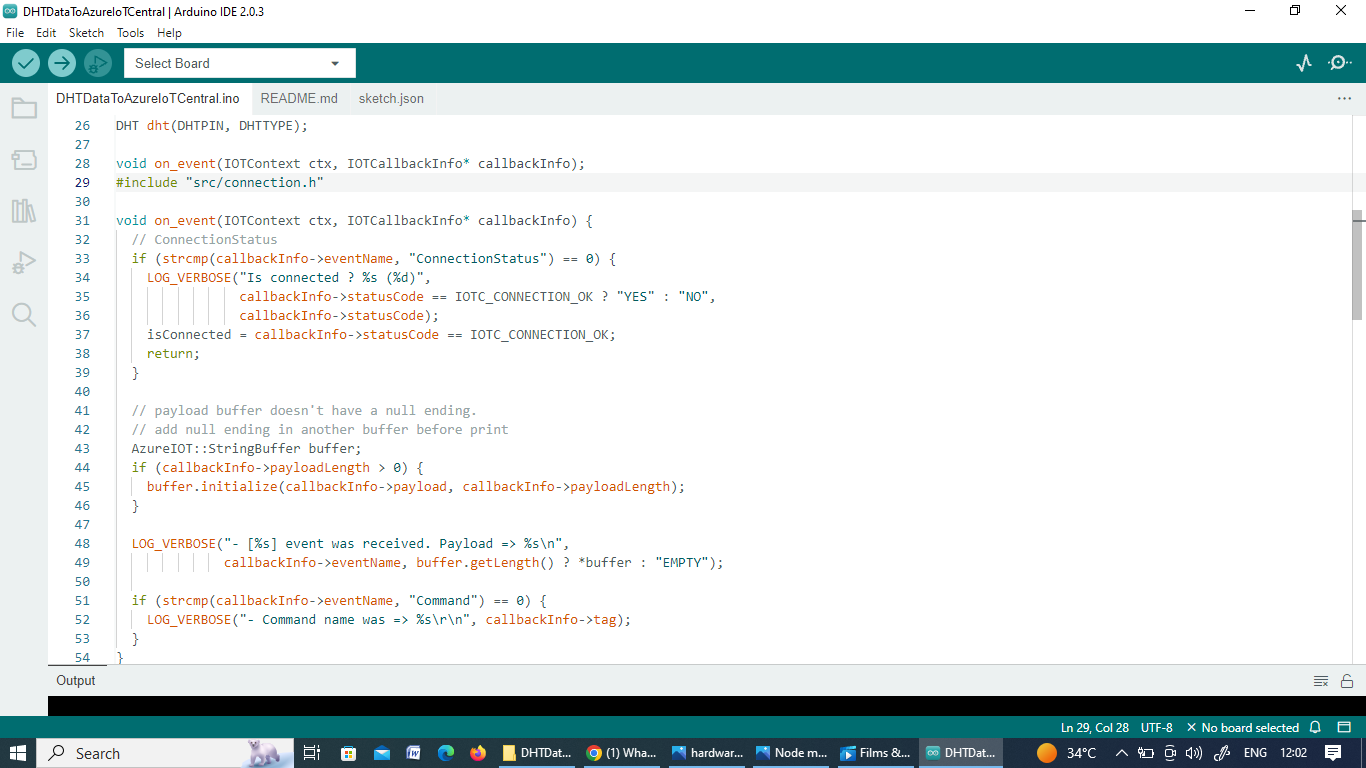 DHTDataToAzureIoTCentral | Arduino IDE 2.0.3
File Edit Sketch Tools Help
Select Board
DHTDataToAzureIoTCentral.ino README.md sketch.json ...
26 DHT dht(DHTPIN, DHTTYPE);
27
28 void on_event(IOTContext ctx, IOTCallbackInfo* callbackInfo);
29 #include "src/connection.h"
30
31 void on_event(IOTContext ctx, IOTCallbackInfo* callbackInfo) {
32 // ConnectionStatus
33 if (strcmp(callbackInfo->eventName, "ConnectionStatus") == 0) {
34 LOG_VERBOSE("Is connected ? %s (%d)",
35 callbackInfo->statusCode == IOTC_CONNECTION_OK ? "YES" : "NO",
36 callbackInfo->statusCode);
37 isConnected = callbackInfo->statusCode == IOTC_CONNECTION_OK;
38 return;
39 }
40
41 // payload buffer doesn't have a null ending.
42 // add null ending in another buffer before print
43 AzureIOT::StringBuffer buffer;
44 if (callbackInfo->payloadLength > 0) {
45 buffer.initialize(callbackInfo->payload, callbackInfo->payloadLength);
46 }
47
48 LOG_VERBOSE("- [%s] event was received. Payload => %s\n",
49 callbackInfo->eventName, buffer.getLength() ? *buffer : "EMPTY");
50
51 if (strcmp(callbackInfo->eventName, "Command") == 0) {
52 LOG_VERBOSE("- Command name was => %s\r\n", callbackInfo->tag);
53 }
54 }
Output
Ln 29, Col 28 UTF-8 No board selected
Search DHTDat... (1) Wha... hardwar... Node m... Films &... DHTDat... 34°C ENG 12:02